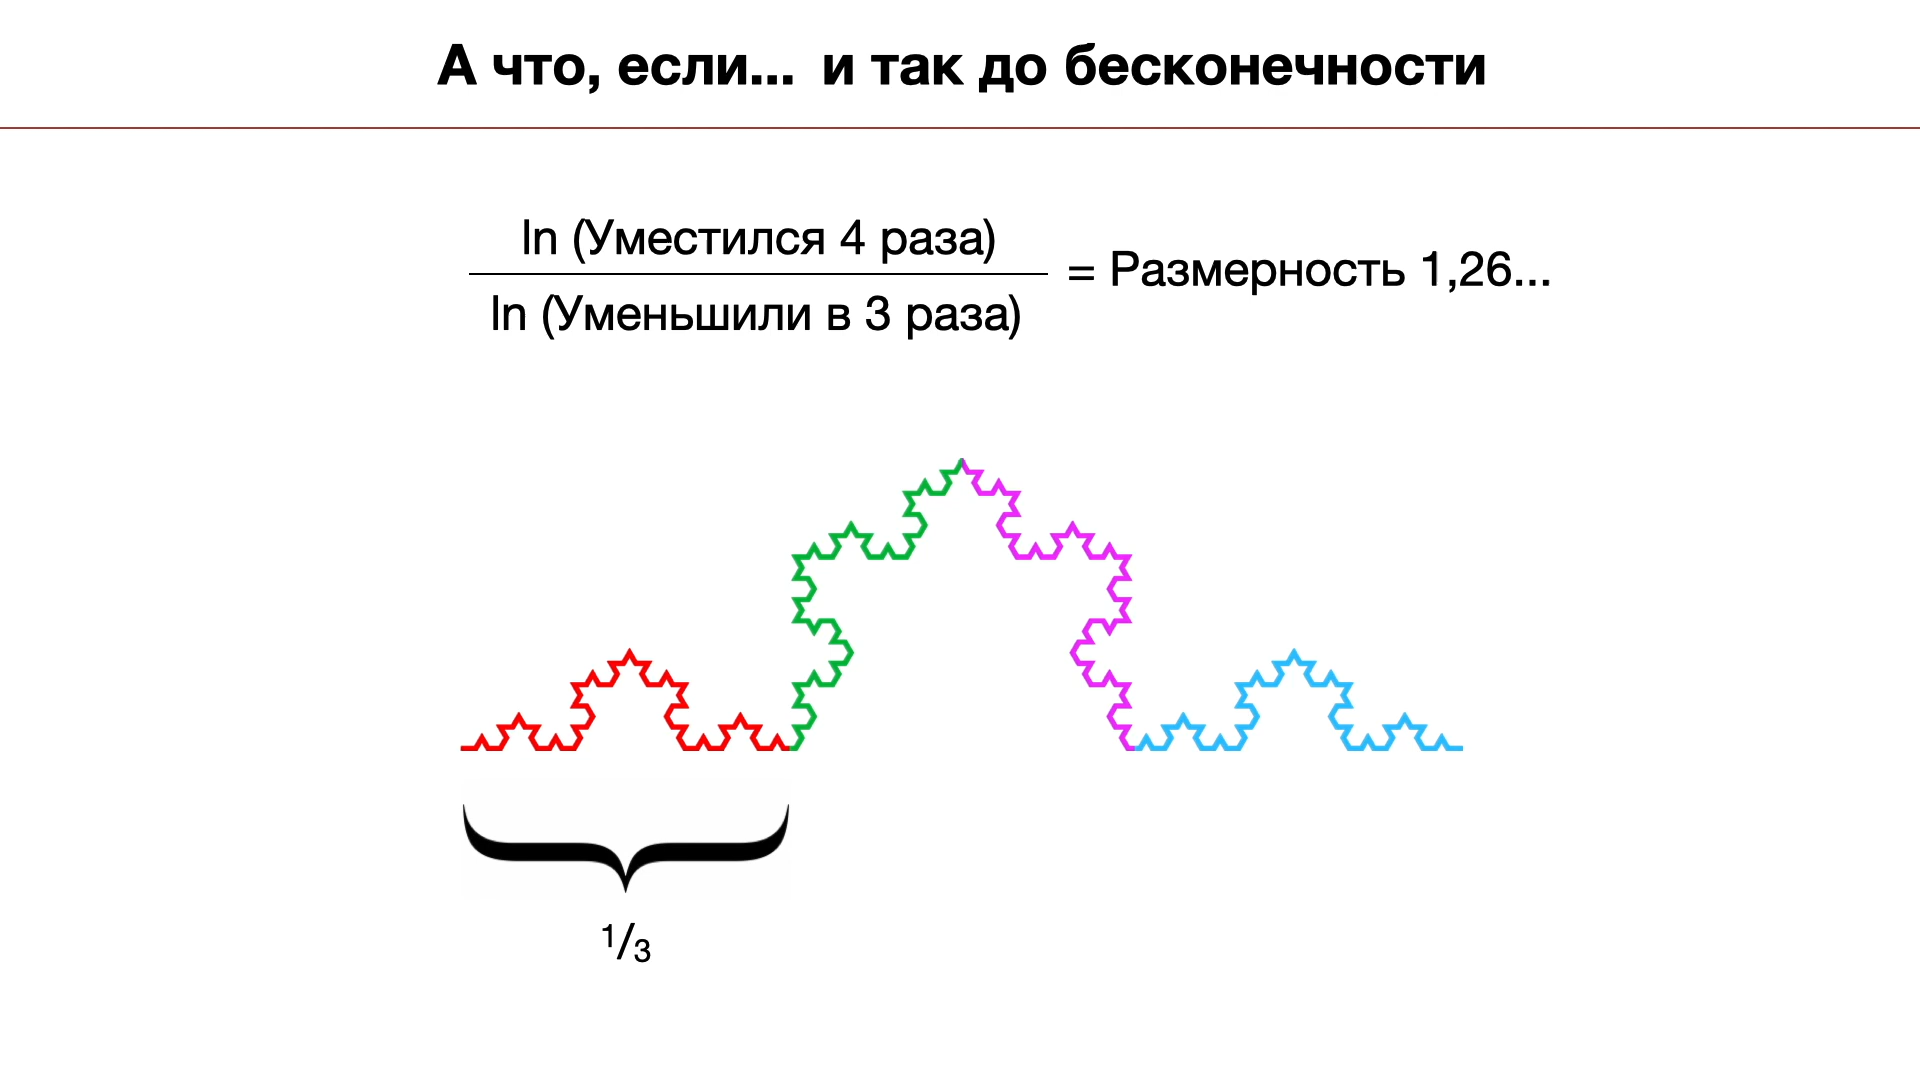 А что, если... и так до бесконечности
ln (Уместился 4 раза)
ln (Уменьшили в 3 раза)
= Размерность 1,26...
1/3